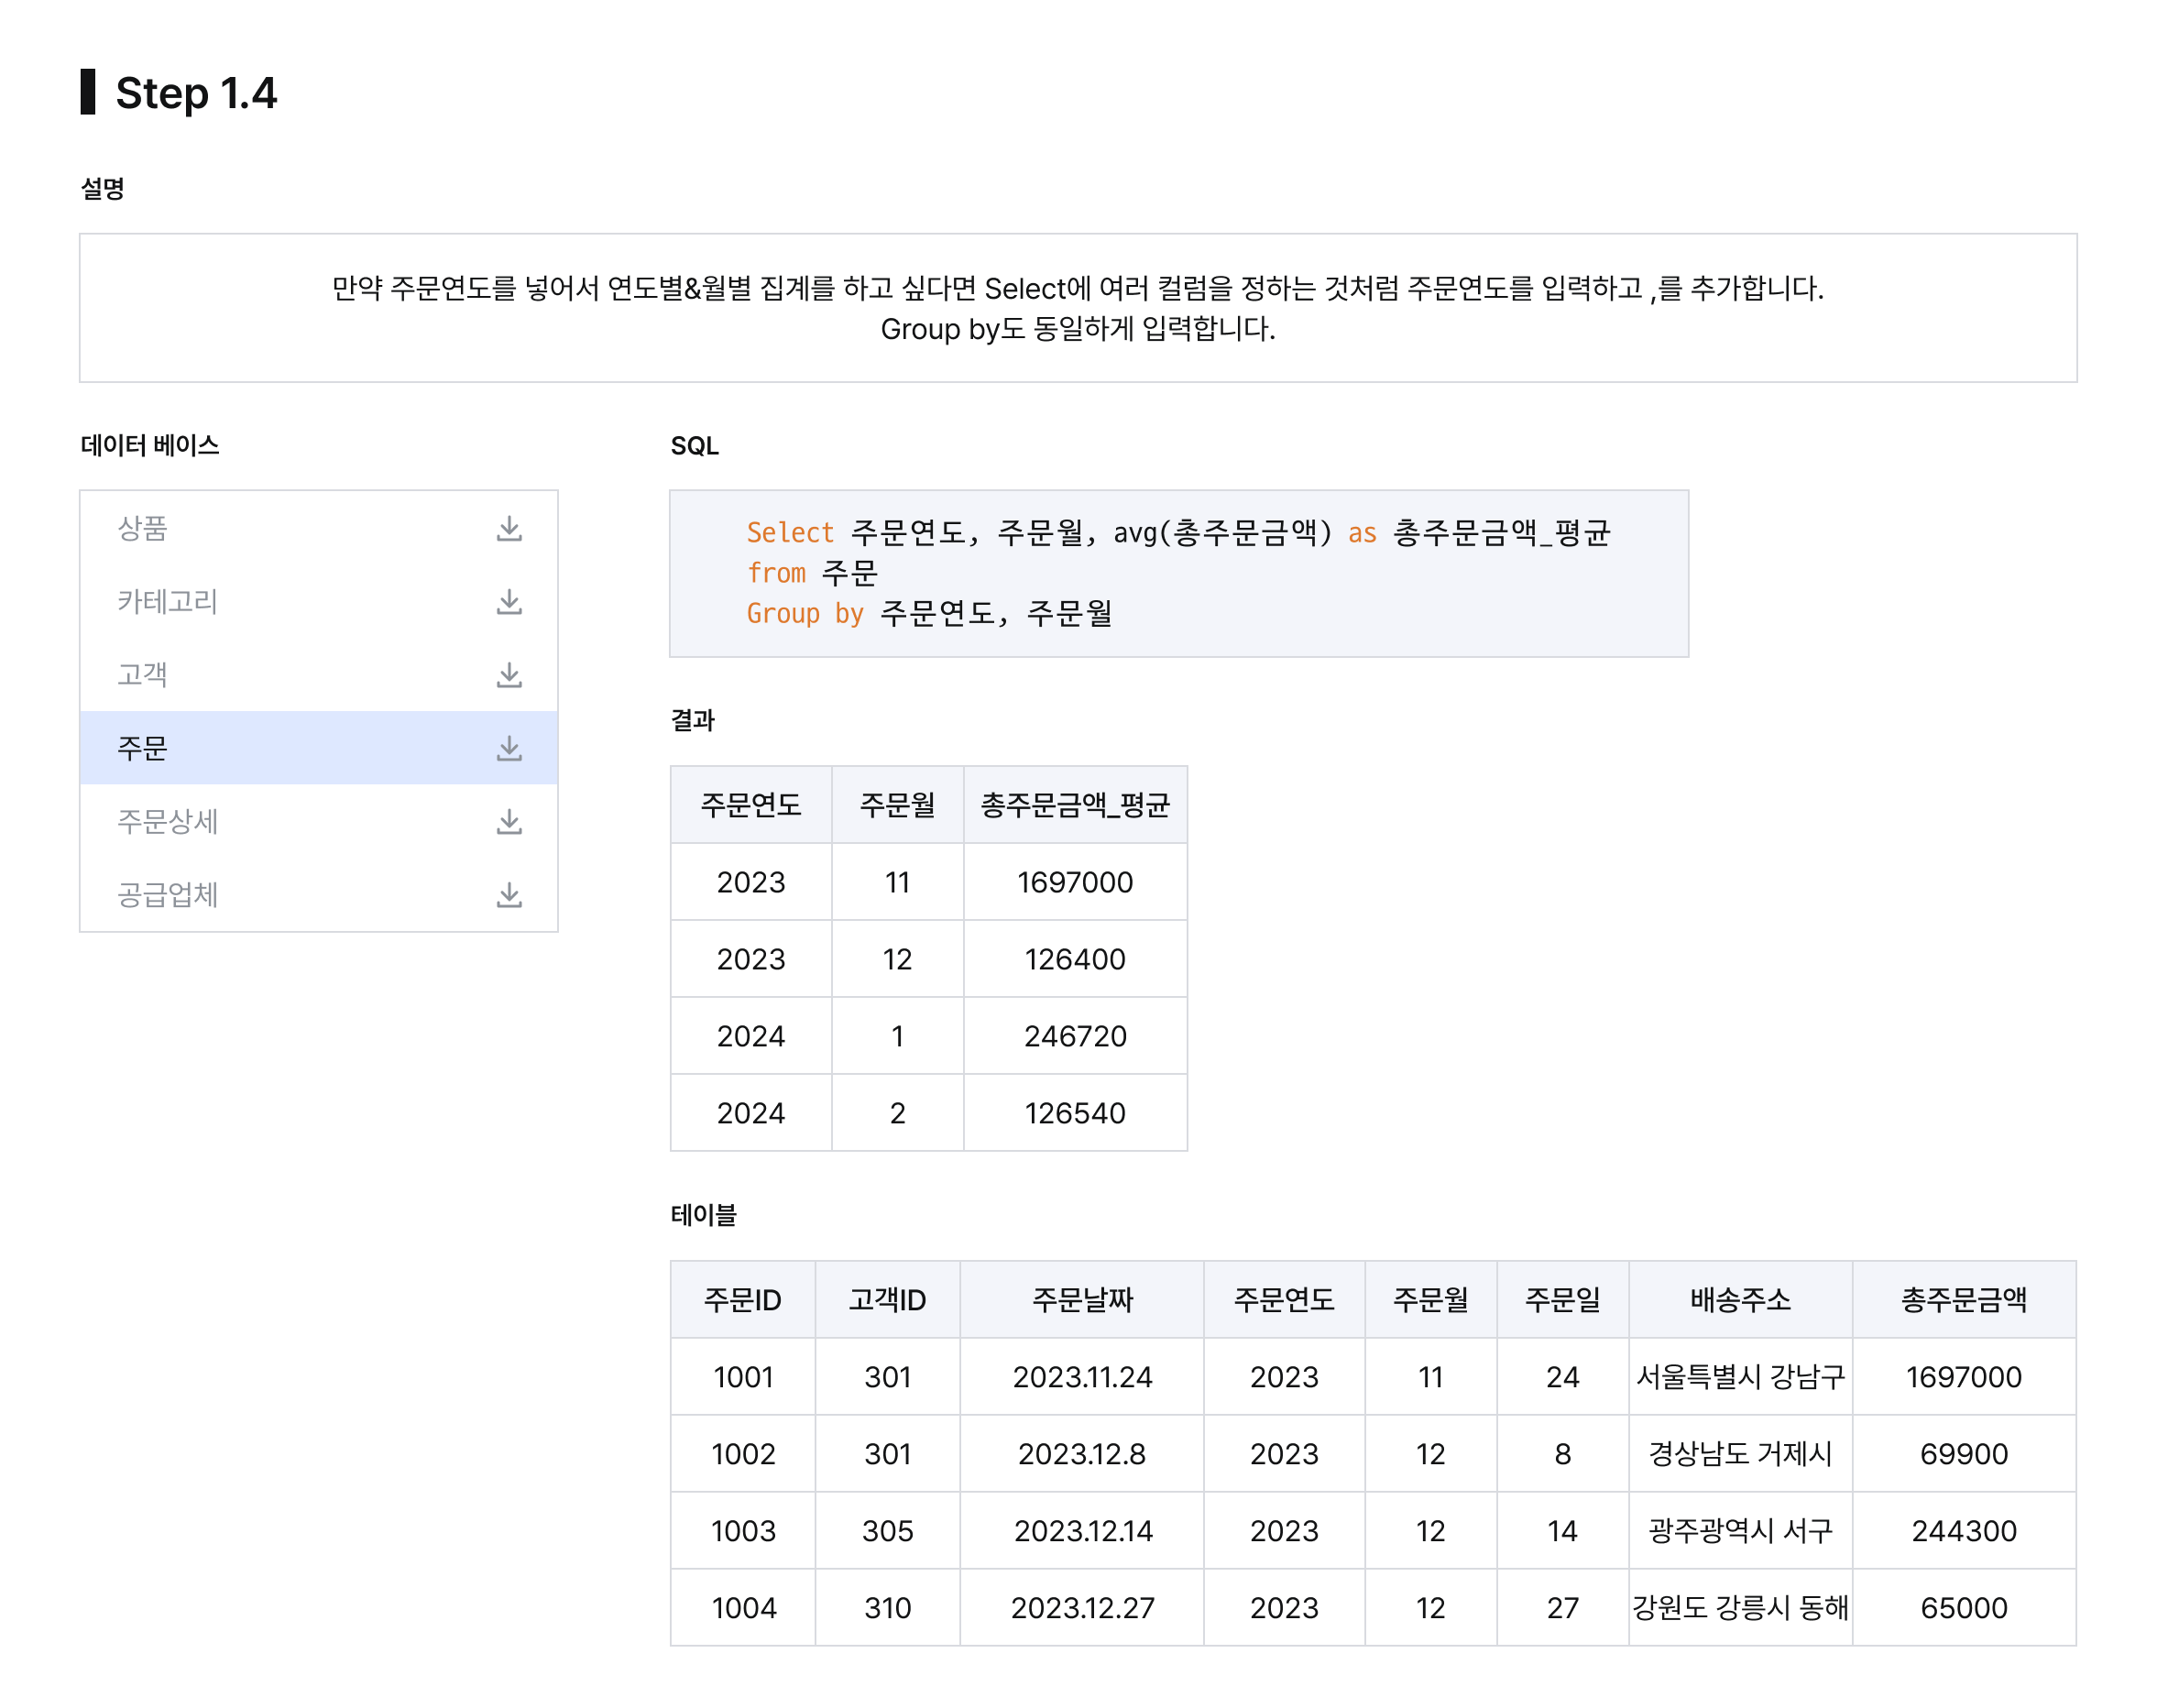 Step 1.4
설명
만약 주문연도를 넣어서 연도별&월별 집계를 하고 싶다면 Select에 여러 컬럼을 정하는 것처럼 주문연도를 입력하고 ,를 추가합니다.
Group by도 동일하게 입력합니다.
데이터 베이스
상품
카테고리
고객
주문
주문상세
공급업체
SQL
Select 주문연도, 주문월, avg(총주문금액) as 총주문금액_평균
from 주문
Group by 주문연도, 주문월
결과
주문연도 주문월 총주문금액_평균
2023 11 1697000
2023 12 126400
2024 1 246720
2024 2 126540
테이블
주문ID 고객ID 주문날짜 주문연도 주문월 주문일 배송주소 총주문금액
1001 301 2023.11.24 2023 11 24 서울특별시 강남구 1697000
1002 301 2023.12.8 2023 12 8 경상남도 거제시 69900
1003 305 2023.12.14 2023 12 14 광주광역시 서구 244300
1004 310 2023.12.27 2023 12 27 강원도 강릉시 동해 65000